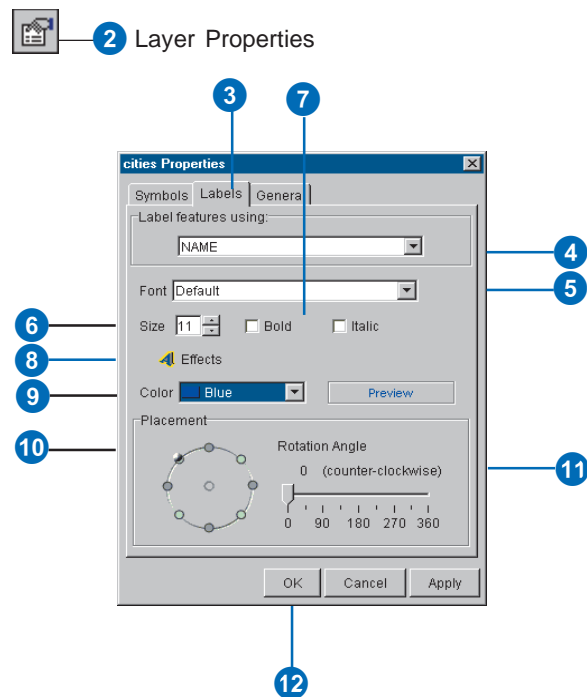 2 Layer Properties
3 7
cities Properties
Symbols Labels General
Label features using:
NAME
4
Font Default
5
6 Size 11 Bold Italic
8 Effects
9 Color Blue Preview
Placement
10 Rotation Angle
0 (counter-clockwise)
11
0 90 180 270 360
OK Cancel Apply
12